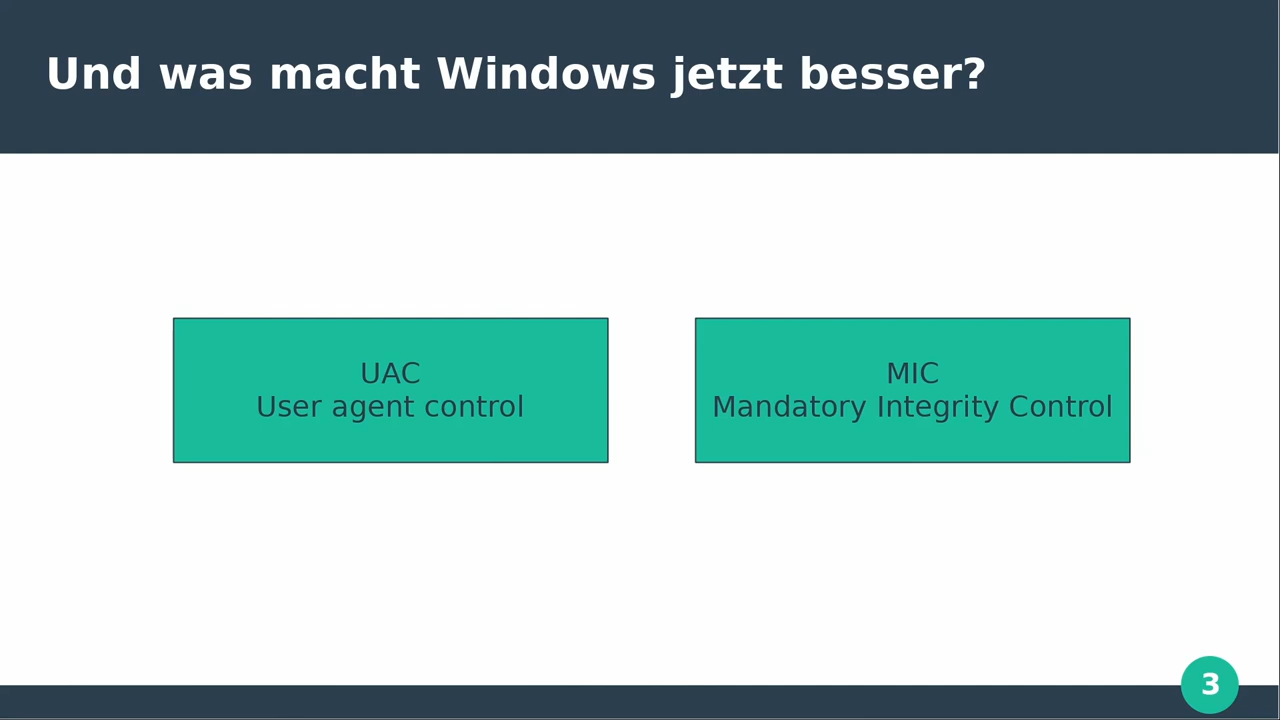 Und was macht Windows jetzt besser?
UAC
User agent control
MIC
Mandatory Integrity Control
3